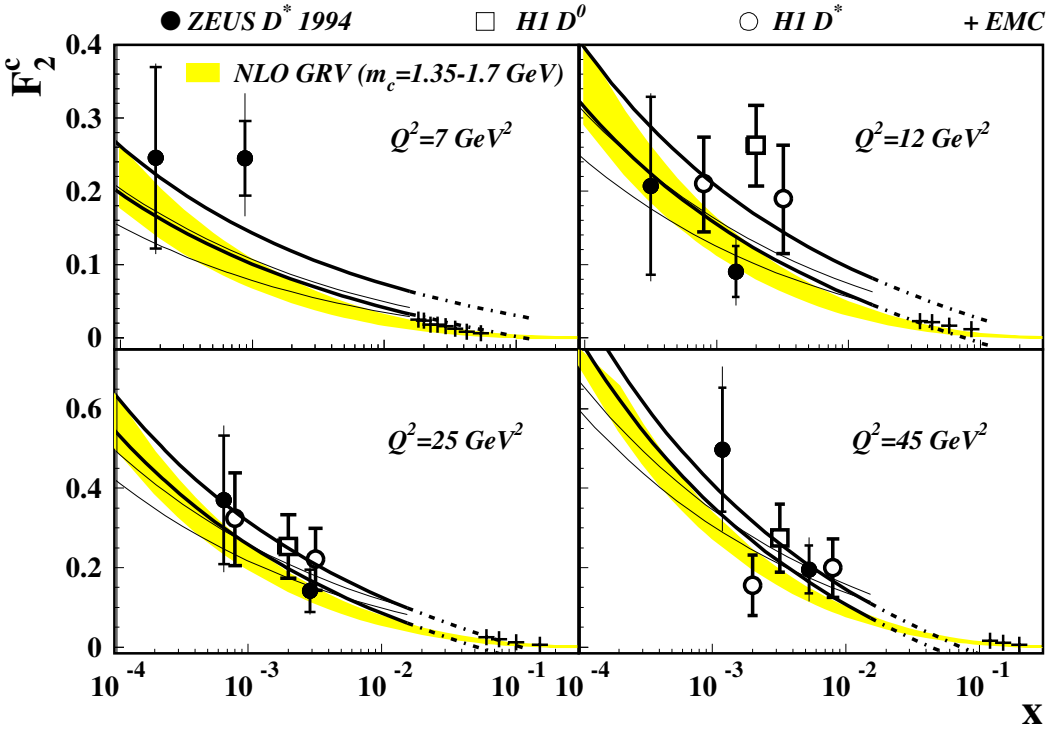 ● ZEUS D* 1994 □ H1 D⁰ ○ H1 D* + EMC
F₂ᶜ
NLO GRV (m_c=1.35-1.7 GeV)
Q²=7 GeV²
Q²=12 GeV²
0.4
0.3
0.2
0.1
0
Q²=25 GeV²
Q²=45 GeV²
0.6
0.4
0.2
0
10⁻⁴ 10⁻³ 10⁻² 10⁻¹ 10 10⁻⁴ 10⁻³ 10⁻² 10⁻¹
x